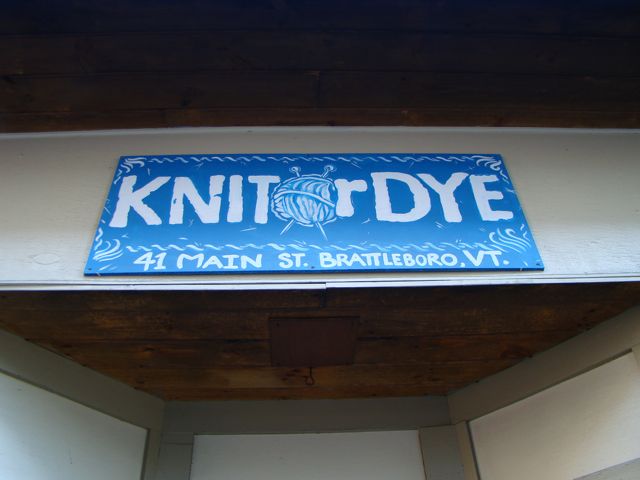 KNIT or DYE
41 MAIN ST. BRATTLEBORO, VT.